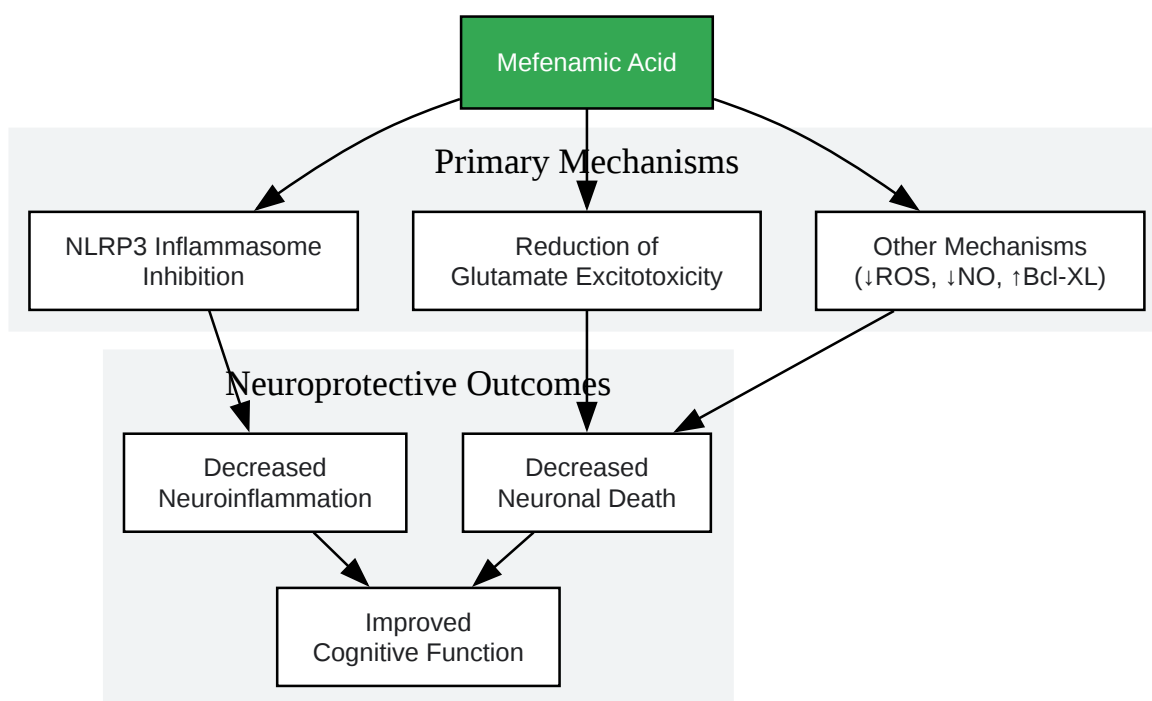 Mefenamic Acid
Primary Mechanisms
NLRP3 Inflammasome
Inhibition
Reduction of
Glutamate Excitotoxicity
Other Mechanisms
(↓ROS, ↓NO, ↑Bcl-XL)
Neuroprotective Outcomes
Decreased
Neuroinflammation
Decreased
Neuronal Death
Improved
Cognitive Function